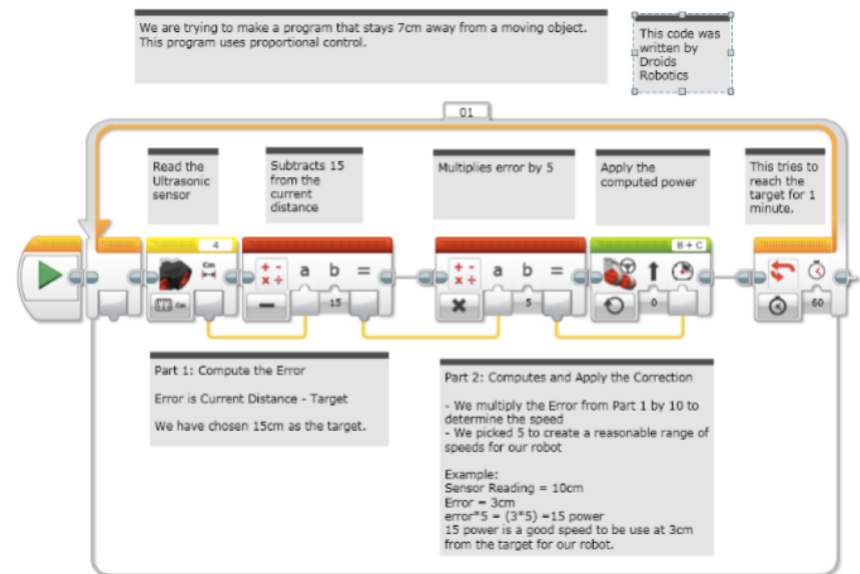 We are trying to make a program that stays 7cm away from a moving object.
This program uses proportional control.
This code was
written by
Droids
Robotics
01
Read the
Ultrasonic
sensor
Subtracts 15
from the
current
distance
Multiplies error by 5
Apply the
computed power
This tries to
reach the
target for 1
minute.
4
B + C
Cm
a b =
a b =
cm
15
5
0
60
Part 1: Compute the Error
Error is Current Distance - Target
We have chosen 15cm as the target.
Part 2: Computes and Apply the Correction
- We multiply the Error from Part 1 by 10 to
determine the speed
- We picked 5 to create a reasonable range of
speeds for our robot
Example:
Sensor Reading = 10cm
Error = 3cm
error*5 = (3*5) =15 power
15 power is a good speed to be use at 3cm
from the target for our robot.